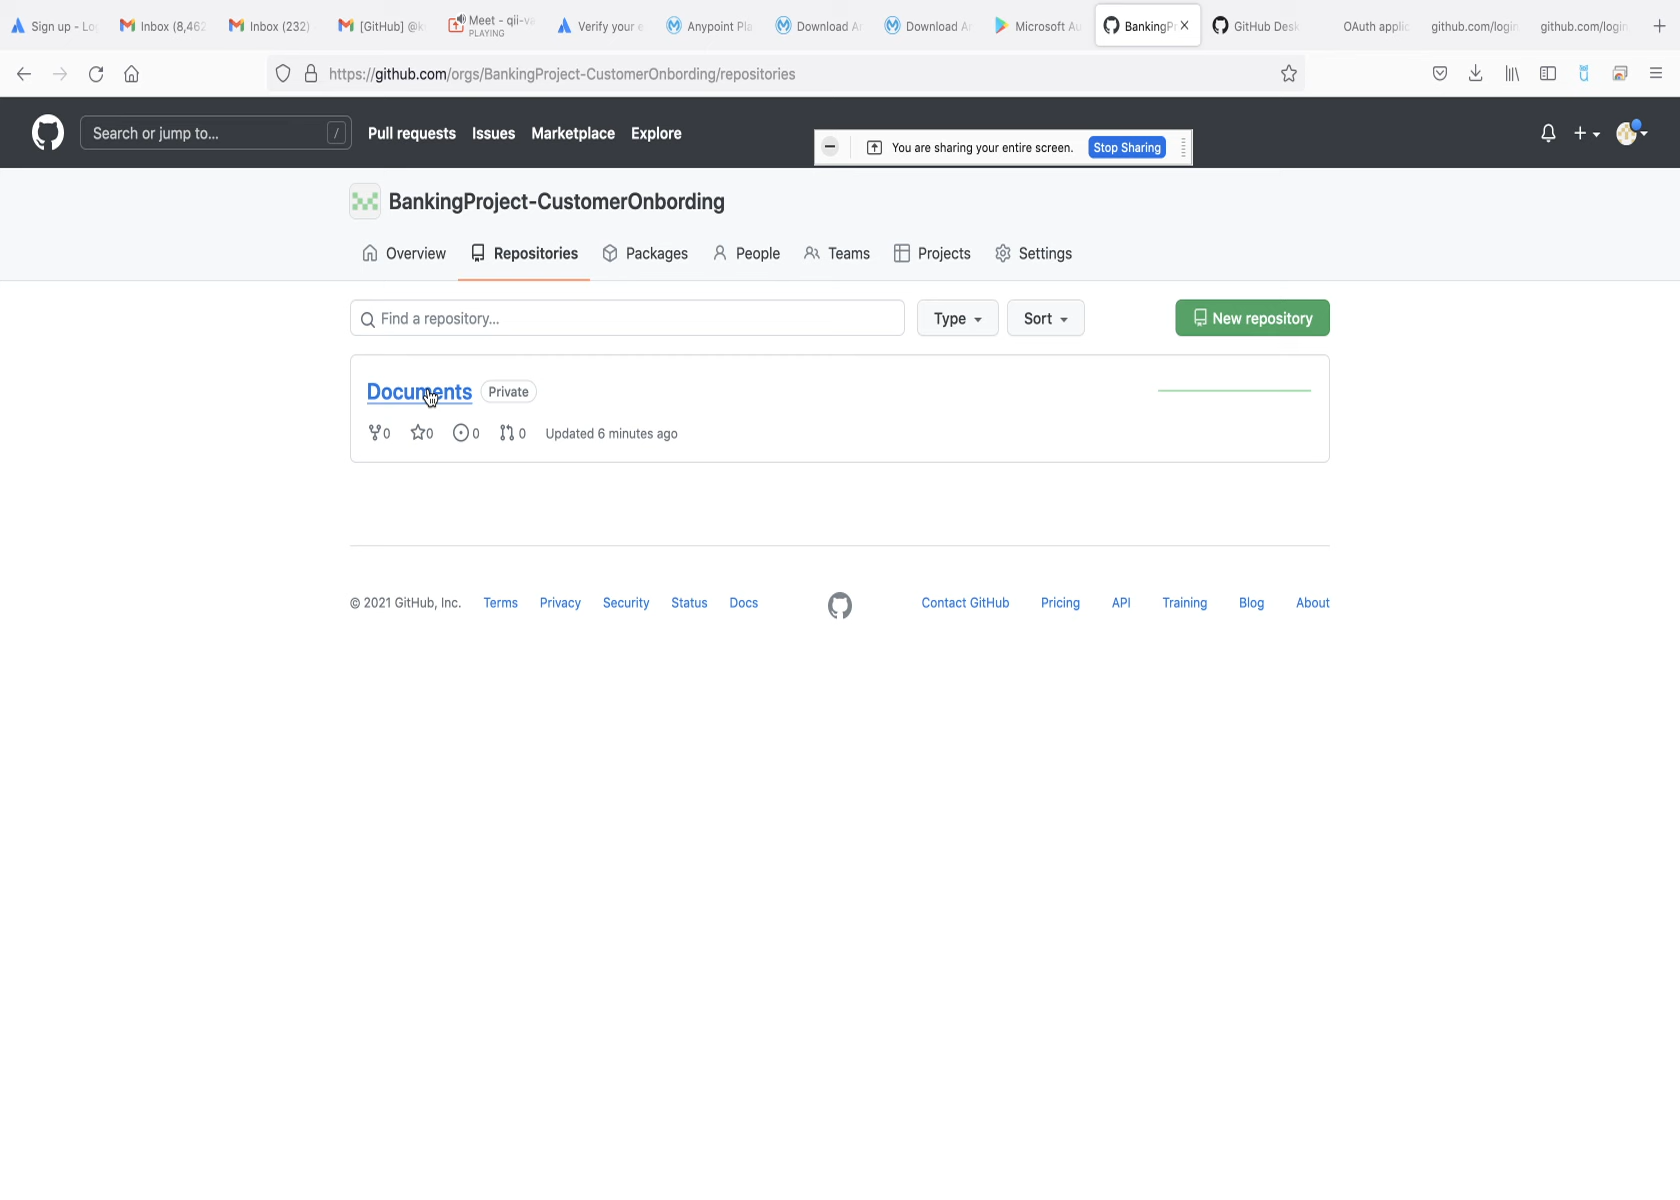 Sign up - Lo
Inbox (8,462
Inbox (232)
[GitHub] @k
Meet - qii-va
PLAYING
Verify your e
Anypoint Pla
Download A
Download A
Microsoft Au
BankingP
GitHub Desk
OAuth applic
github.com/login
github.com/login
https://github.com/orgs/BankingProject-CustomerOnbording/repositories
Search or jump to... /
Pull requests Issues Marketplace Explore
You are sharing your entire screen. Stop Sharing
BankingProject-CustomerOnbording
Overview Repositories Packages People Teams Projects Settings
Find a repository... Type Sort New repository
Documents Private
0 0 0 0 Updated 6 minutes ago
© 2021 GitHub, Inc. Terms Privacy Security Status Docs Contact GitHub Pricing API Training Blog About